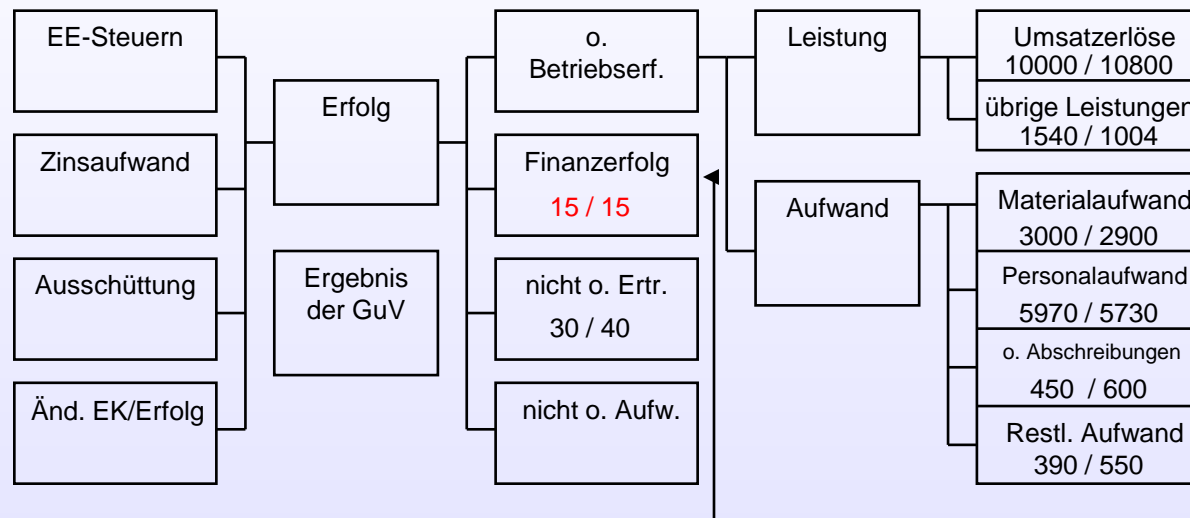 EE-Steuern
Zinsaufwand
Ausschüttung
Änd. EK/Erfolg
Erfolg
Ergebnis
der GuV
o.
Betriebserf.
Finanzerfolg
15 / 15
nicht o. Ertr.
30 / 40
nicht o. Aufw.
Leistung
Aufwand
Umsatzerlöse
10000 / 10800
übrige Leistungen
1540 / 1004
Materialaufwand
3000 / 2900
Personalaufwand
5970 / 5730
o. Abschreibungen
450 / 600
Restl. Aufwand
390 / 550